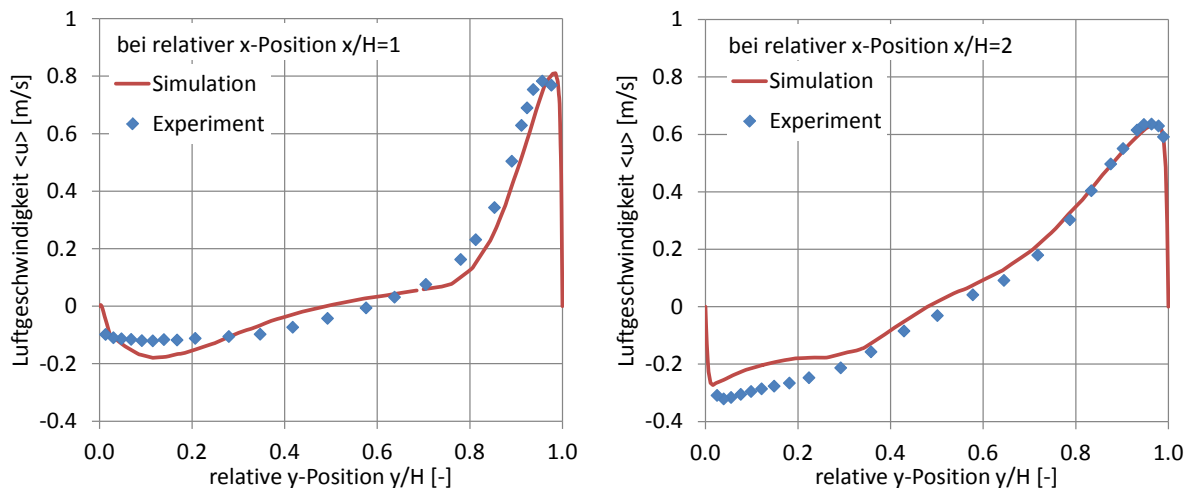 bei relativer x-Position x/H=1
Simulation
Experiment
Luftgeschwindigkeit <u> [m/s]
1
0.8
0.6
0.4
0.2
0
-0.2
-0.4
0.0 0.2 0.4 0.6 0.8 1.0
relative y-Position y/H [-]
bei relativer x-Position x/H=2
Simulation
Experiment
Luftgeschwindigkeit <u> [m/s]
1
0.8
0.6
0.4
0.2
0
-0.2
-0.4
0.0 0.2 0.4 0.6 0.8 1.0
relative y-Position y/H [-]